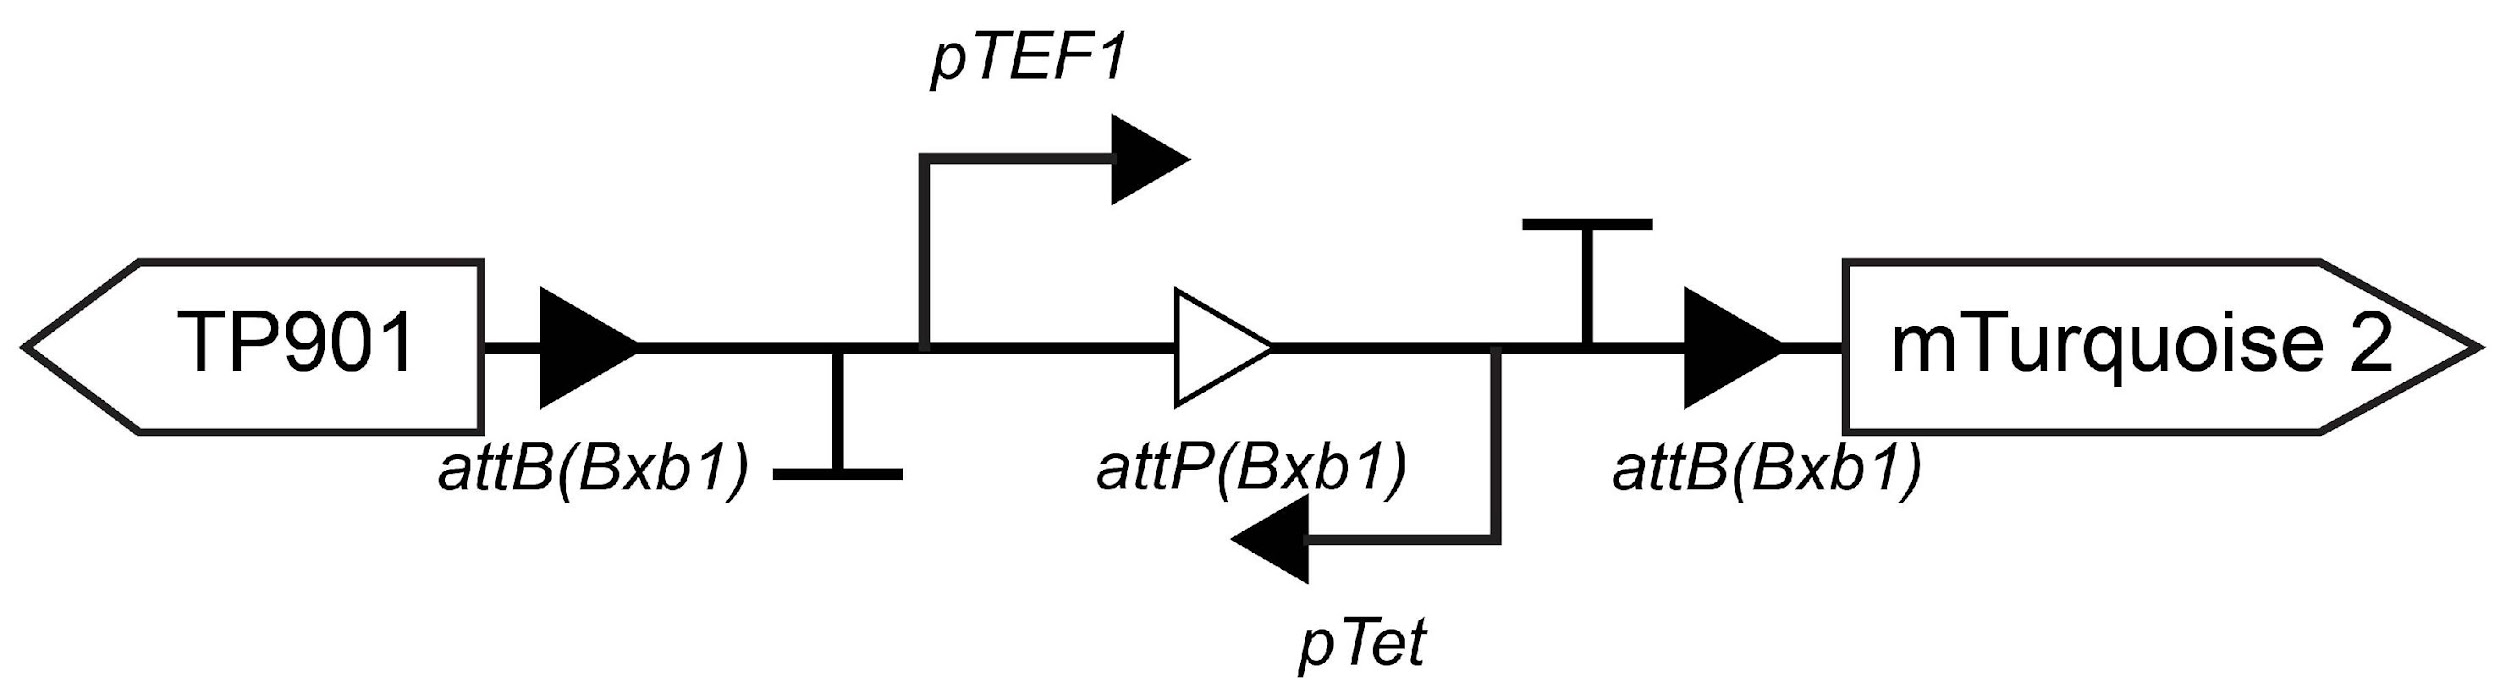 pTEF1
TP901
mTurquoise 2
attB(Bxb1)
attP(Bxb1)
attB(Bxb1)
pTet